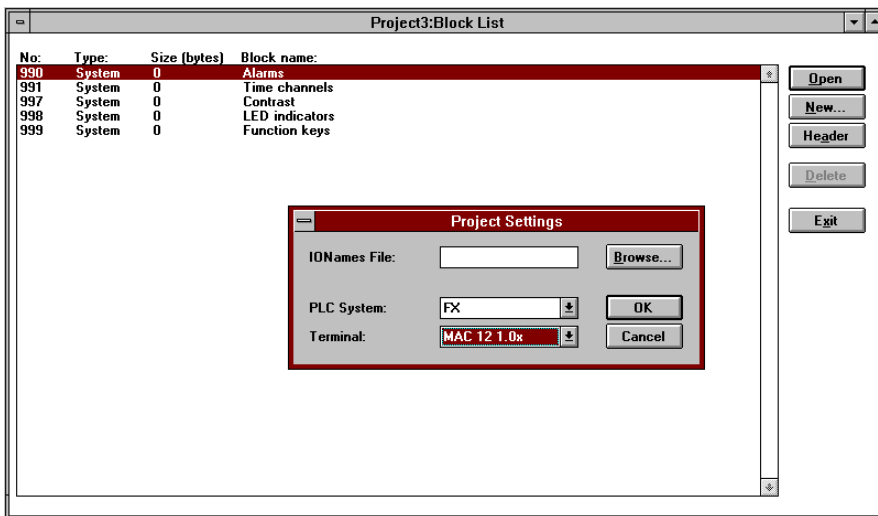 Project3:Block List
No: Type: Size (bytes) Block name:
990 System 0 Alarms
991 System 0 Time channels
997 System 0 Contrast
998 System 0 LED indicators
999 System 0 Function keys
Open
New...
Header
Delete
Exit
Project Settings
IONames File: Browse...
PLC System: FX OK
Terminal: MAC 12 1.0x Cancel